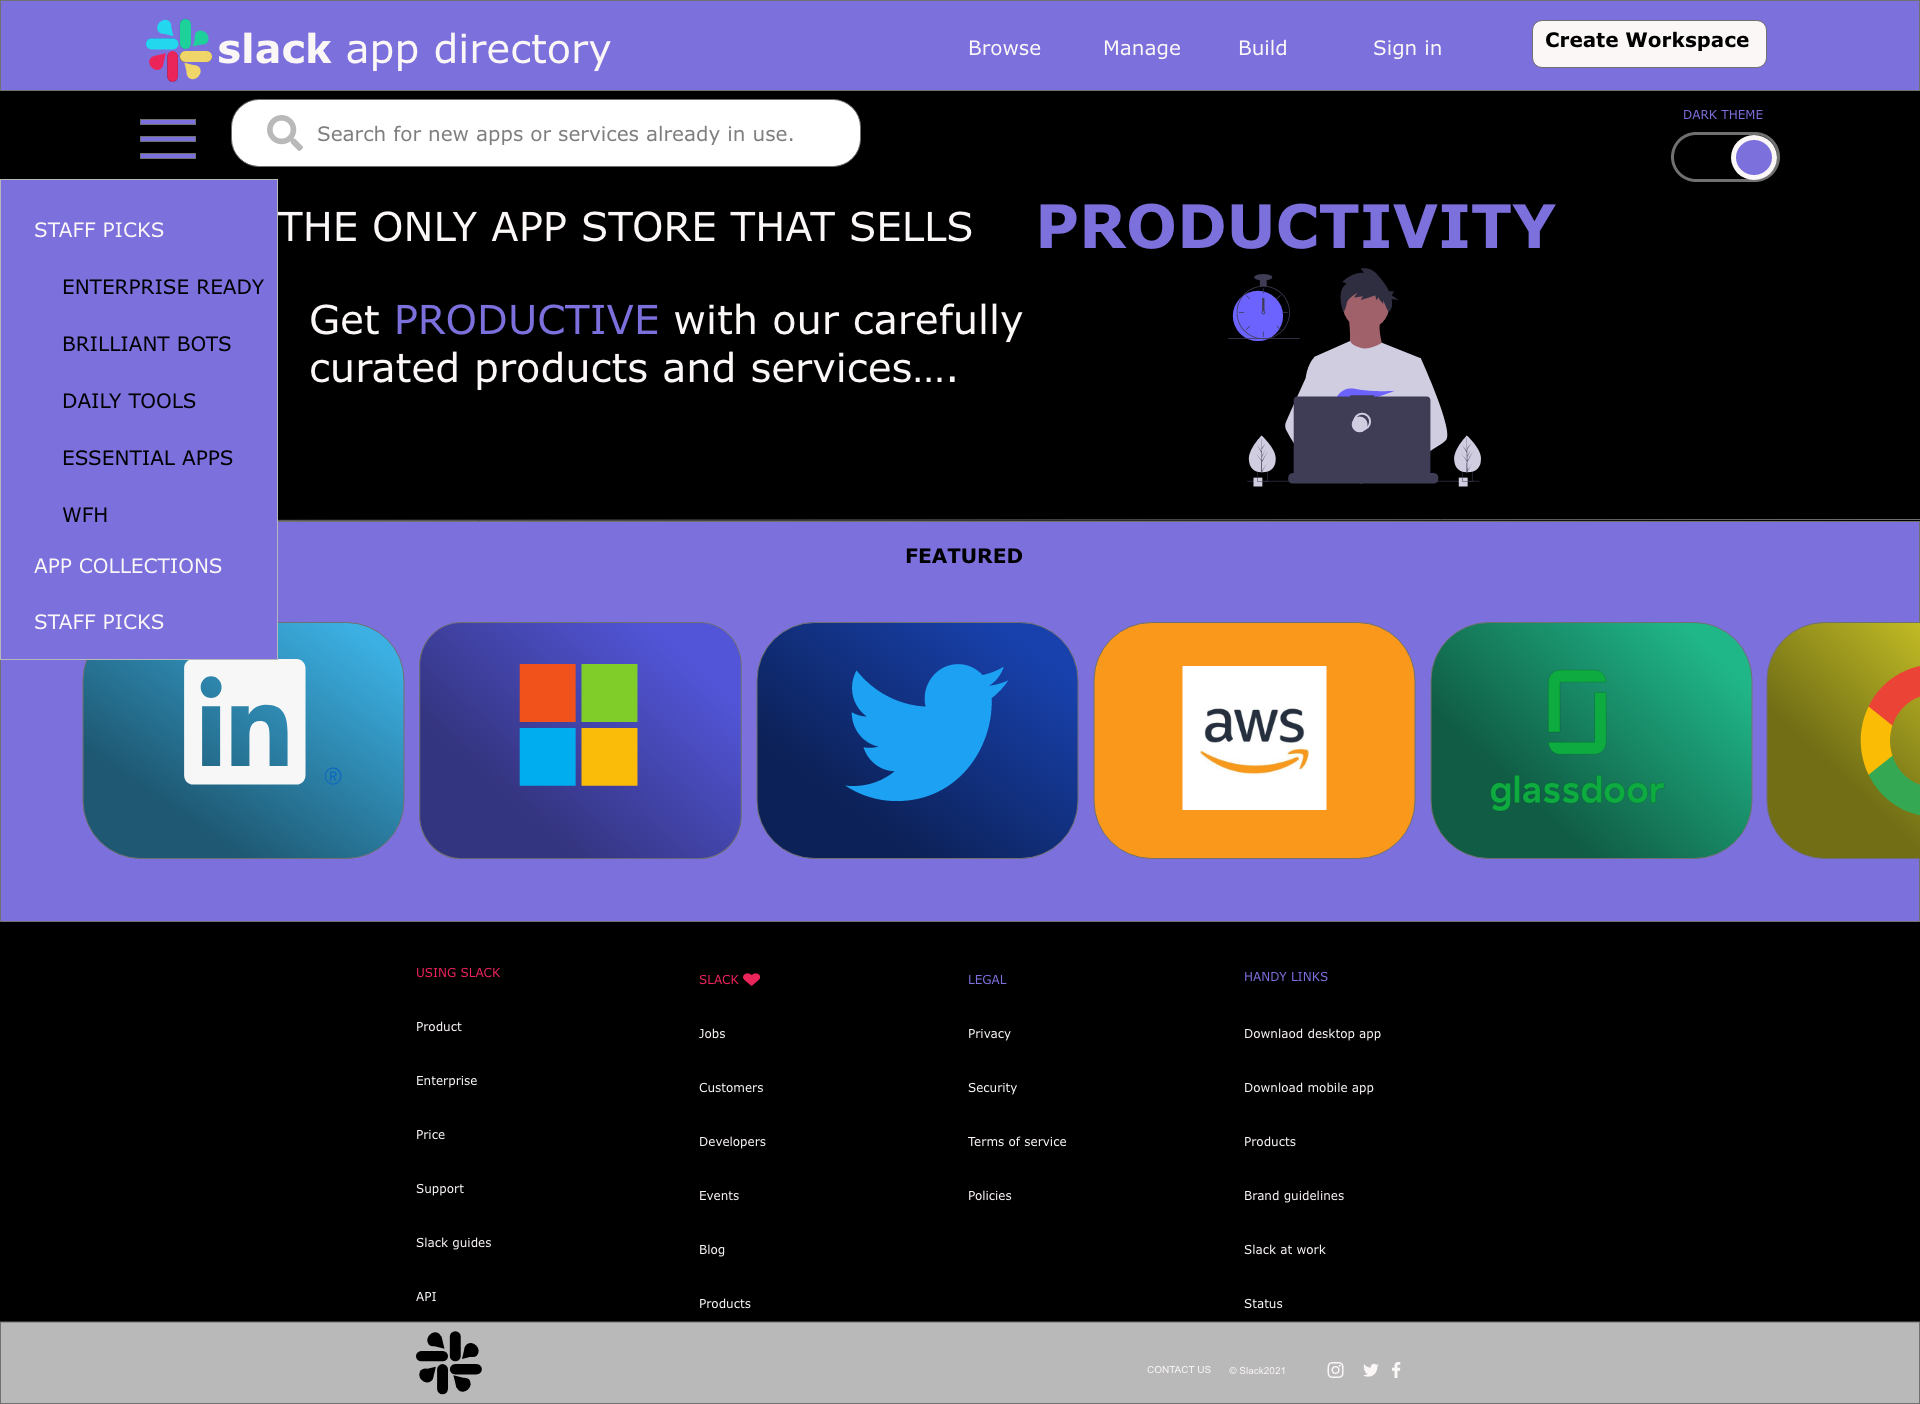 slack app directory
Browse
Manage
Build
Sign in
Create Workspace
Search for new apps or services already in use.
DARK THEME
STAFF PICKS
ENTERPRISE READY
BRILLIANT BOTS
DAILY TOOLS
ESSENTIAL APPS
WFH
APP COLLECTIONS
STAFF PICKS
THE ONLY APP STORE THAT SELLS
PRODUCTIVITY
Get PRODUCTIVE with our carefully
curated products and services....
FEATURED
in ®
aws
glassdoor
USING SLACK
Product
Enterprise
Price
Support
Slack guides
API
SLACK
Jobs
Customers
Developers
Events
Blog
Products
LEGAL
Privacy
Security
Terms of service
Policies
HANDY LINKS
Downlaod desktop app
Download mobile app
Products
Brand guidelines
Slack at work
Status
CONTACT US
© Slack2021